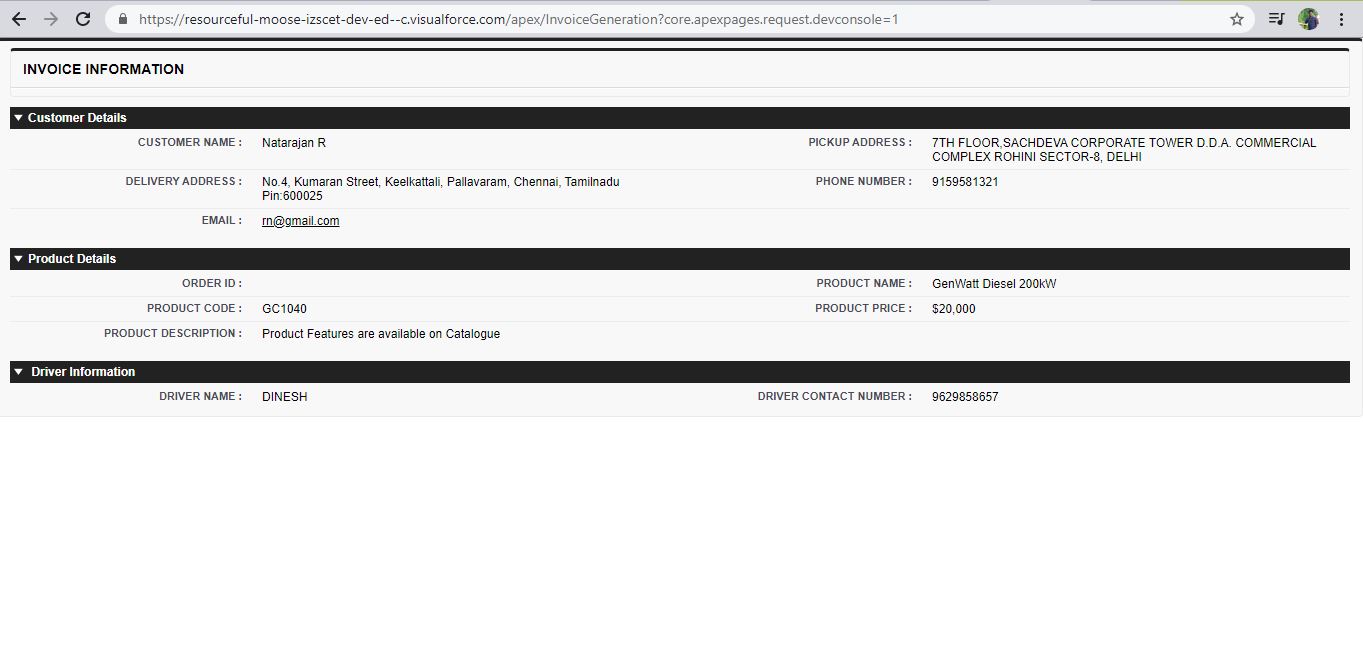 https://resourceful-moose-izscet-dev-ed--c.visualforce.com/apex/InvoiceGeneration?core.apexpages.request.devconsole=1
INVOICE INFORMATION
Customer Details
CUSTOMER NAME : Natarajan R PICKUP ADDRESS : 7TH FLOOR,SACHDEVA CORPORATE TOWER D.D.A. COMMERCIAL
COMPLEX ROHINI SECTOR-8, DELHI
DELIVERY ADDRESS : No.4, Kumaran Street, Keelkattali, Pallavaram, Chennai, Tamilnadu PHONE NUMBER : 9159581321
Pin:600025
EMAIL : rn@gmail.com
Product Details
ORDER ID : PRODUCT NAME : GenWatt Diesel 200kW
PRODUCT CODE : GC1040 PRODUCT PRICE : $20,000
PRODUCT DESCRIPTION : Product Features are available on Catalogue
Driver Information
DRIVER NAME : DINESH DRIVER CONTACT NUMBER : 9629858657